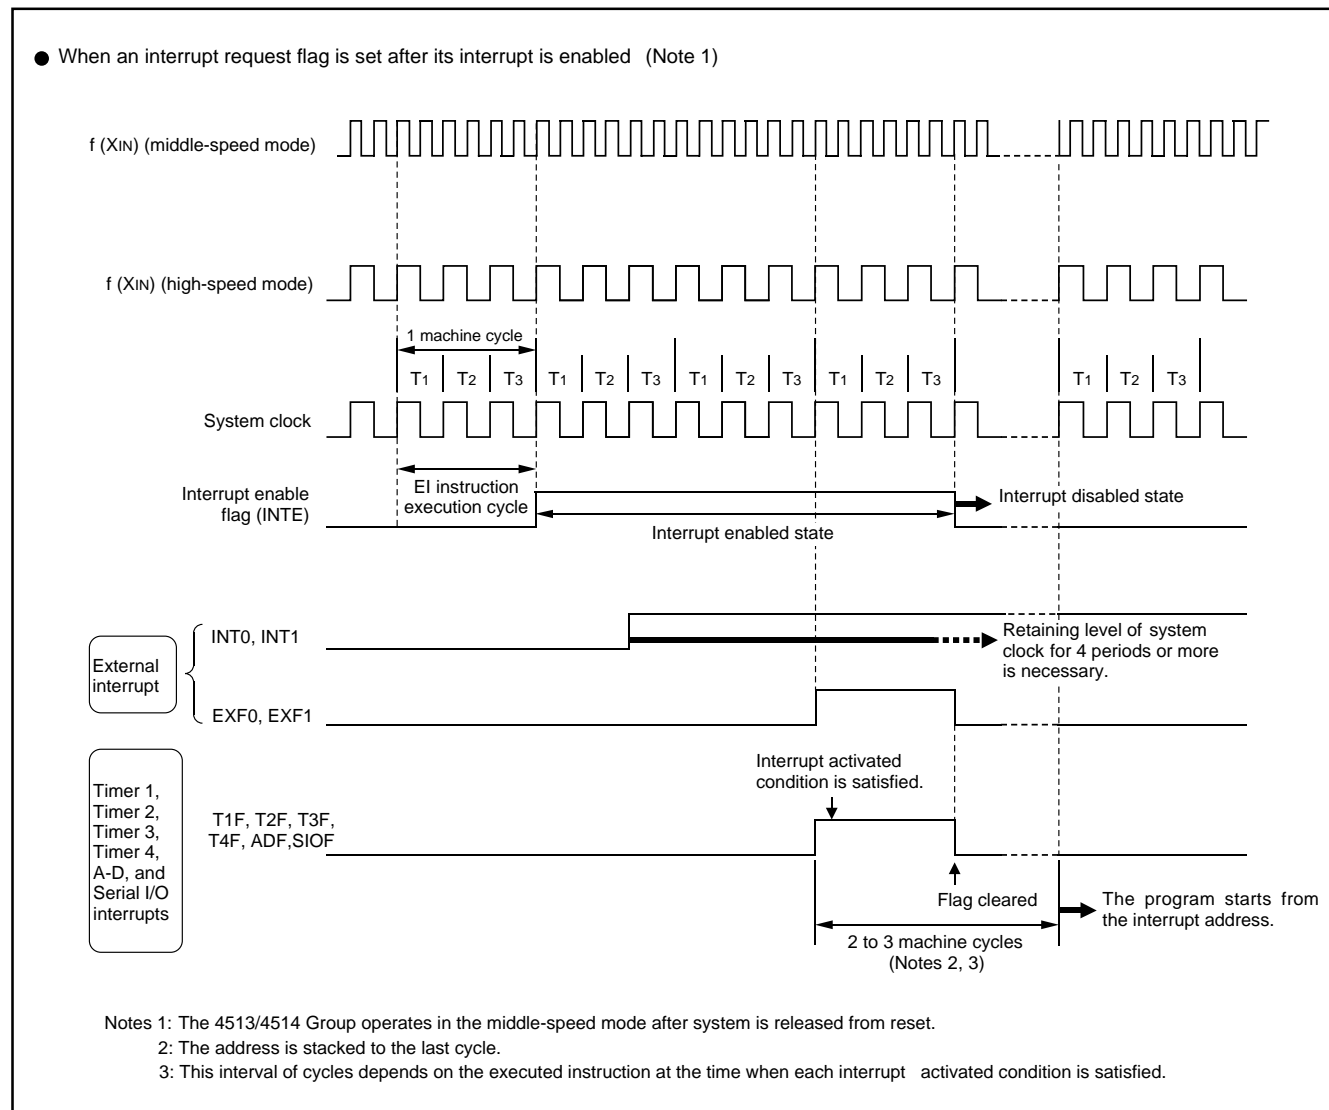 ● When an interrupt request flag is set after its interrupt is enabled (Note 1)
f (XIN) (middle-speed mode)
f (XIN) (high-speed mode)
1 machine cycle
T1 T2 T3 T1 T2 T3 T1 T2 T3 T1 T2 T3 T1 T2 T3
System clock
EI instruction
execution cycle
Interrupt enable
flag (INTE)
Interrupt disabled state
Interrupt enabled state
INT0, INT1
Retaining level of system
clock for 4 periods or more
is necessary.
External
interrupt
EXF0, EXF1
Interrupt activated
condition is satisfied.
Timer 1,
Timer 2,
Timer 3,
Timer 4,
A-D, and
Serial I/O
interrupts
T1F, T2F, T3F,
T4F, ADF,SIOF
Flag cleared
The program starts from
the interrupt address.
2 to 3 machine cycles
(Notes 2, 3)
Notes 1: The 4513/4514 Group operates in the middle-speed mode after system is released from reset.
2: The address is stacked to the last cycle.
3: This interval of cycles depends on the executed instruction at the time when each interrupt activated condition is satisfied.